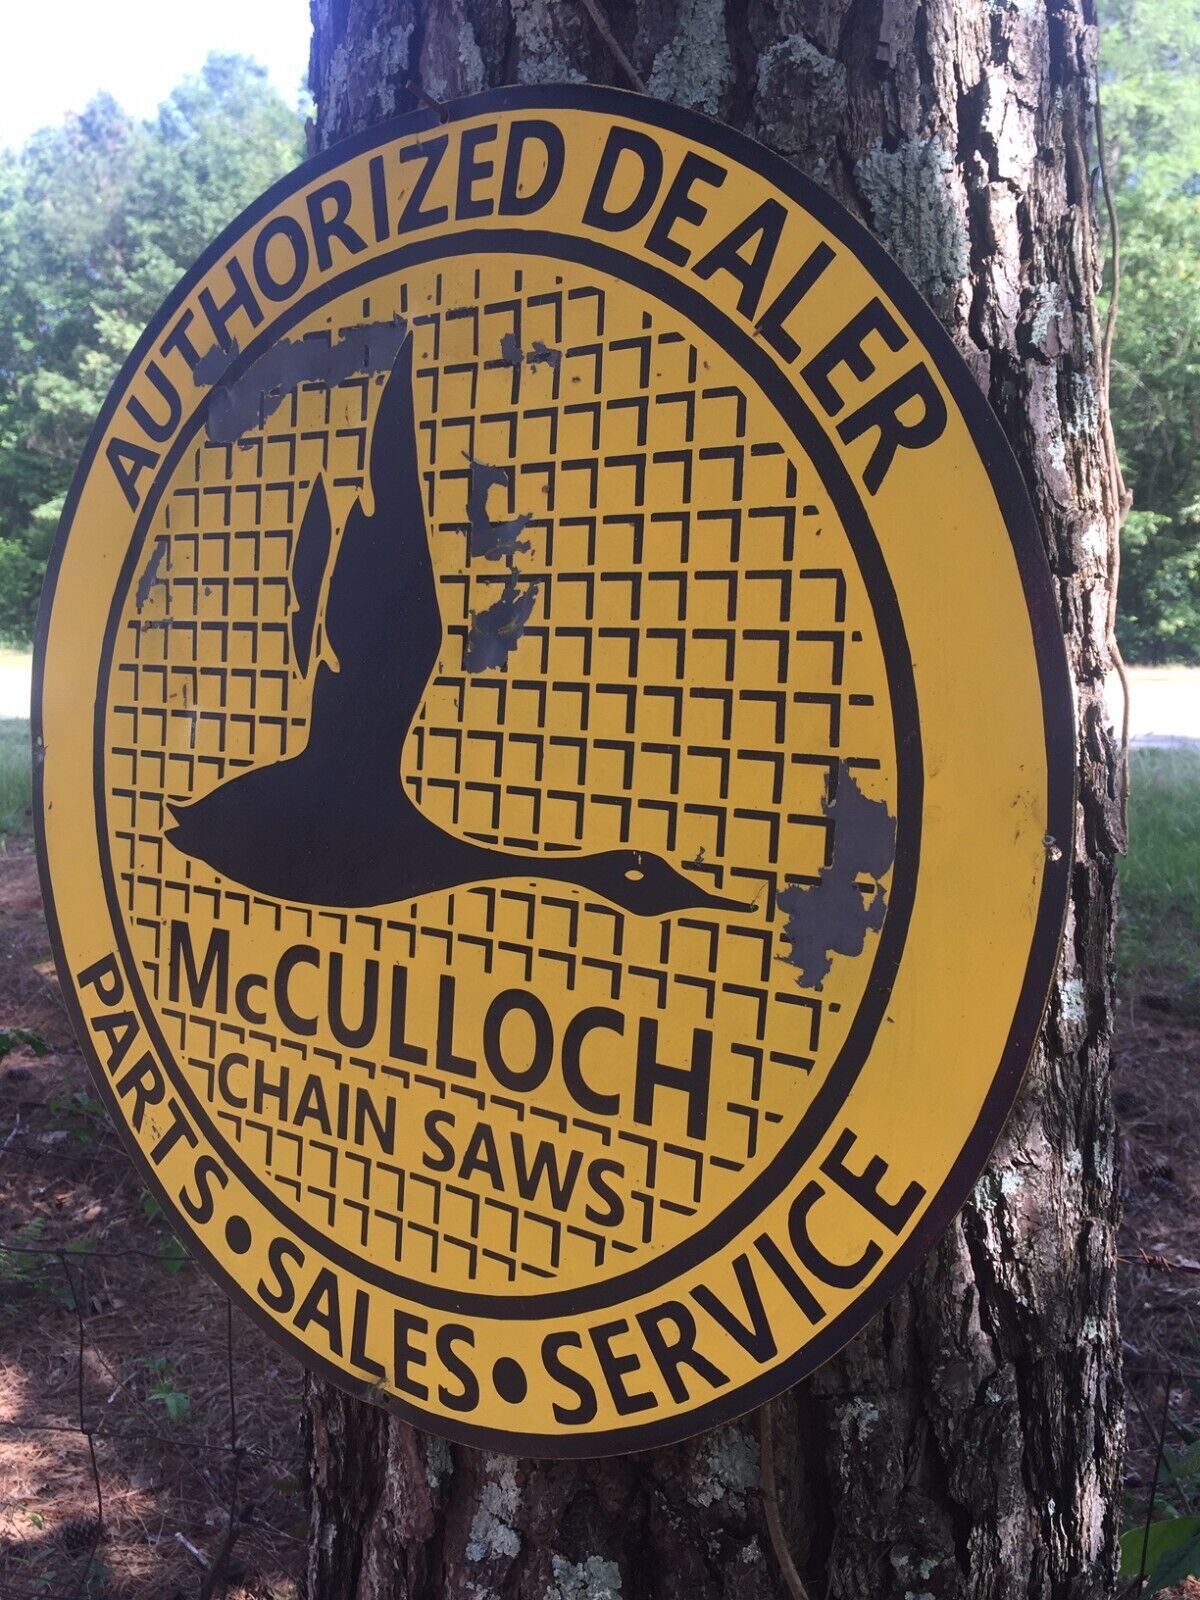 AUTHORIZED DEALER
McCULLOCH
CHAIN SAWS
PARTS • SALES • SERVICE